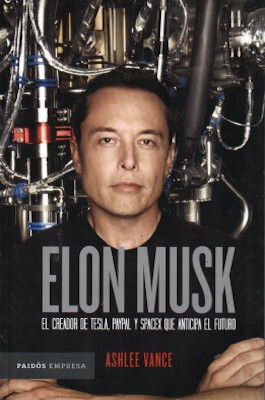 ELON MUSK
EL CREADOR DE TESLA, PAYPAL Y SPACEX QUE ANTICIPA EL FUTURO
PAIDÓS EMPRESA
ASHLEE VANCE